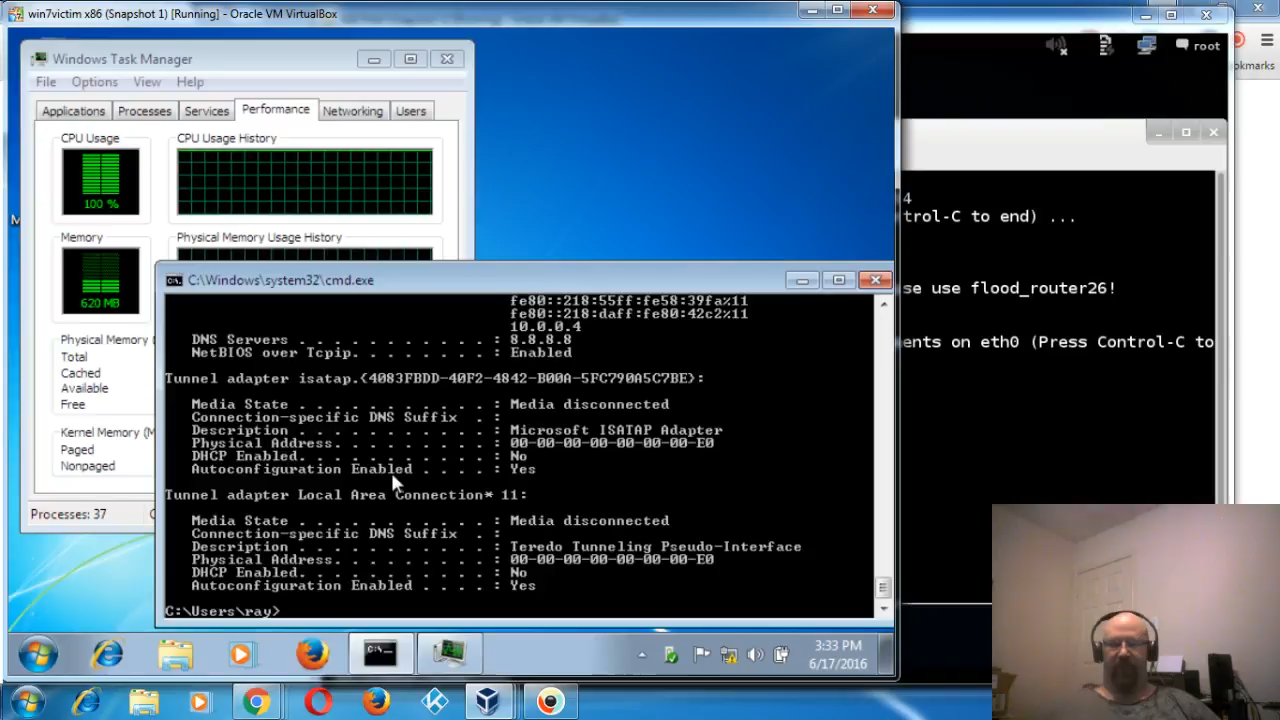 win7victim x86 (Snapshot 1) [Running] - Oracle VM VirtualBox
Windows Task Manager
File Options View Help
Applications Processes Services Performance Networking Users
CPU Usage
CPU Usage History
100 %
Memory
Physical Memory Usage History
620 MB
Physical Memory
Total
Cached
Available
Free
Kernel Memory (M
Paged
Nonpaged
Processes: 37
C:\Windows\system32\cmd.exe
fe80::218:55ff:fe58:39fa%11
fe80::218:daff:fe80:42c2%11
10.0.0.4
DNS Servers . . . . . . . . . . . : 8.8.8.8
NetBIOS over Tcpip. . . . . . . . : Enabled
Tunnel adapter isatap.{4083FBDD-40F2-4842-B00A-5FC790A5C7BE}:
Media State . . . . . . . . . . . : Media disconnected
Connection-specific DNS Suffix . :
Description . . . . . . . . . . . : Microsoft ISATAP Adapter
Physical Address. . . . . . . . . : 00-00-00-00-00-00-00-E0
DHCP Enabled. . . . . . . . . . . : No
Autoconfiguration Enabled . . . . : Yes
Tunnel adapter Local Area Connection* 11:
Media State . . . . . . . . . . . : Media disconnected
Connection-specific DNS Suffix . :
Description . . . . . . . . . . . : Teredo Tunneling Pseudo-Interface
Physical Address. . . . . . . . . : 00-00-00-00-00-00-00-E0
DHCP Enabled. . . . . . . . . . . : No
Autoconfiguration Enabled . . . . : Yes
C:\Users\ray>
3:33 PM
6/17/2016
root
okmarks
4
trol-C to end) ...
se use flood_router26!
ents on eth0 (Press Control-C to